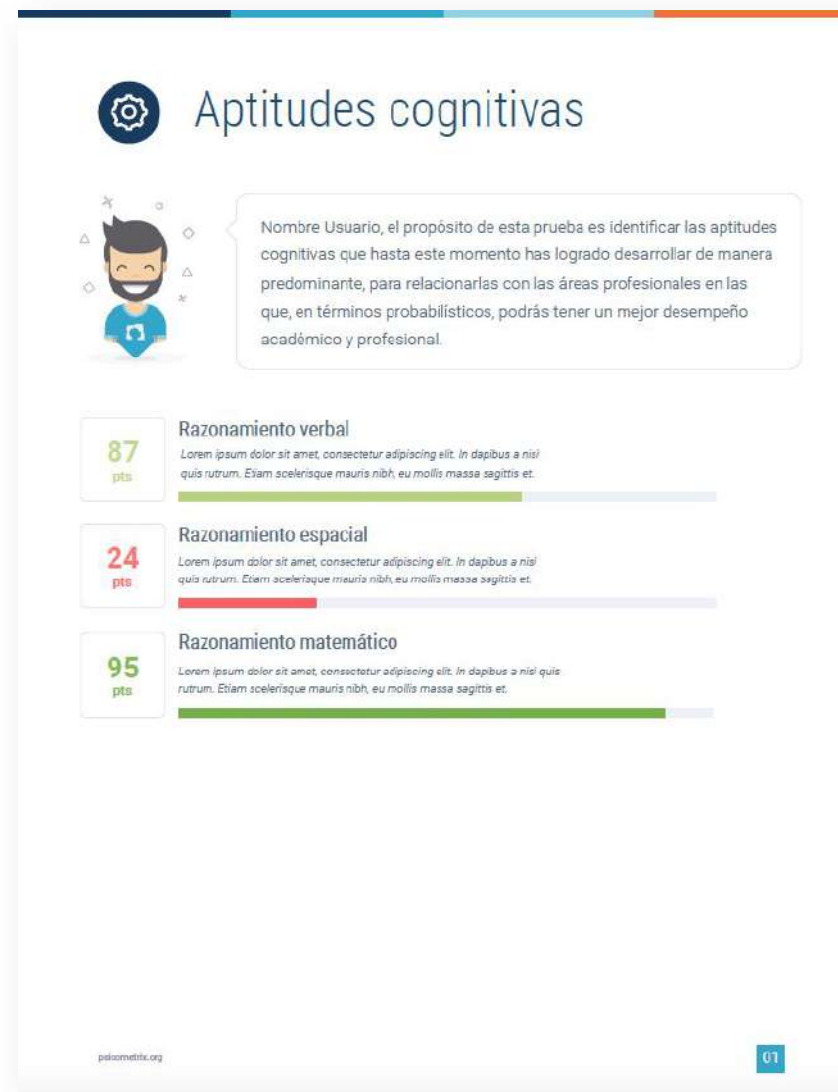 Aptitudes cognitivas
Nombre Usuario, el propósito de esta prueba es identificar las aptitudes
cognitivas que hasta este momento has logrado desarrollar de manera
predominante, para relacionarlas con las áreas profesionales en las
que, en términos probabilísticos, podrás tener un mejor desempeño
académico y profesional.
87
pts
Razonamiento verbal
Lorem ipsum dolor sit amet, consectetur adipiscing elit. In dapibus a nisi
quis rutrum. Etiam scelerisque mauris nibh, eu mollis massa sagittis et.
24
pts
Razonamiento espacial
Lorem ipsum dolor sit amet, consectetur adipiscing elit. In dapibus a nisi
quis rutrum. Etiam scelerisque mauris nibh, eu mollis massa sagittis et.
95
pts
Razonamiento matemático
Lorem ipsum dolor sit amet, consectetur adipiscing elit. In dapibus a nisi quis
rutrum. Etiam scelerisque mauris nibh, eu mollis massa sagittis et.
psicometrix.org
01